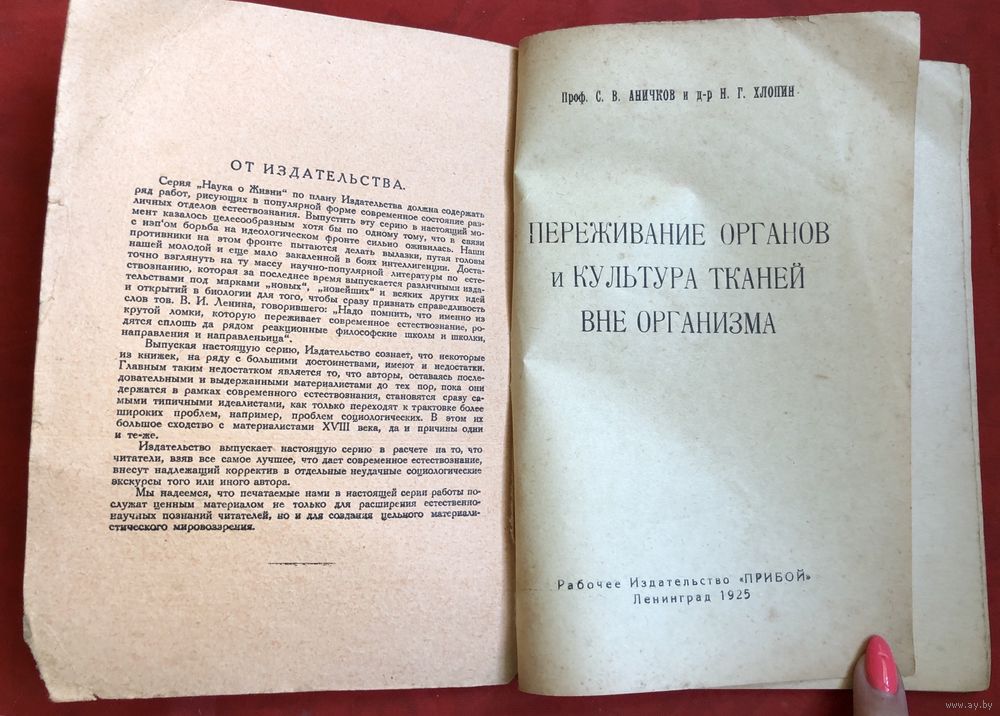 ОТ ИЗДАТЕЛЬСТВА.
Серия „Наука о Жизни“ по плану Издательства должна содержать
ряд работ, рисующих в популярной форме современное состояние раз-
личных отделов естествознания. Выпустить эту серию в настоящий мо-
мент казалось целесообразным хотя бы по одному тому, что в связи
с нэп'ом борьба на идеологическом фронте сильно оживилась. Наши
противники на этом фронте пытаются делать вылазки, путая головы
нашей молодой и еще мало закаленной в боях интеллигенции. Доста-
точно взглянуть на ту массу научно-популярной литературы по есте-
ствознанию, которая за последнее время выпускается различными изда-
тельствами под марками „новых“, „новейших“ и всяких других идей
и открытий в биологии для того, чтобы сразу признать справедливость
слов тов. В. И. Ленина, говорившего: „Надо помнить, что именно из
крутой ломки, которую переживает современное естествознание, ро-
дятся сплошь да рядом реакционные философские школы и школки,
направления и направленьица“.
Выпуская настоящую серию, Издательство сознает, что некоторые
из книжек, на ряду с большими достоинствами, имеют и недостатки.
Главным таким недостатком является то, что авторы, оставаясь после-
довательными и выдержанными материалистами до тех пор, пока они
держатся в рамках современного естествознания, становятся сразу са-
мыми типичными идеалистами, как только переходят к трактовке более
широких проблем, например, проблем социологических. В этом их
большое сходство с материалистами XVIII века, да и причины одни
и те-же.
Издательство выпускает настоящую серию в расчете на то, что
читатели, взяв все самое лучшее, что дает современное естествознание,
внесут надлежащий корректив в отдельные неудачные социологические
экскурсы того или иного автора.
Мы надеемся, что печатаемые нами в настоящей серии работы по-
служат ценным материалом не только для расширения естественно-
научных познаний читателей, но и для создания цельного материали-
стического мировоззрения.
Проф. С. В. АНИЧКОВ и д-р Н. Г. ХЛОПИН
ПЕРЕЖИВАНИЕ ОРГАНОВ
и КУЛЬТУРА ТКАНЕЙ
ВНЕ ОРГАНИЗМА
Рабочее Издательство «ПРИБОЙ»
Ленинград 1925
www.ay.by